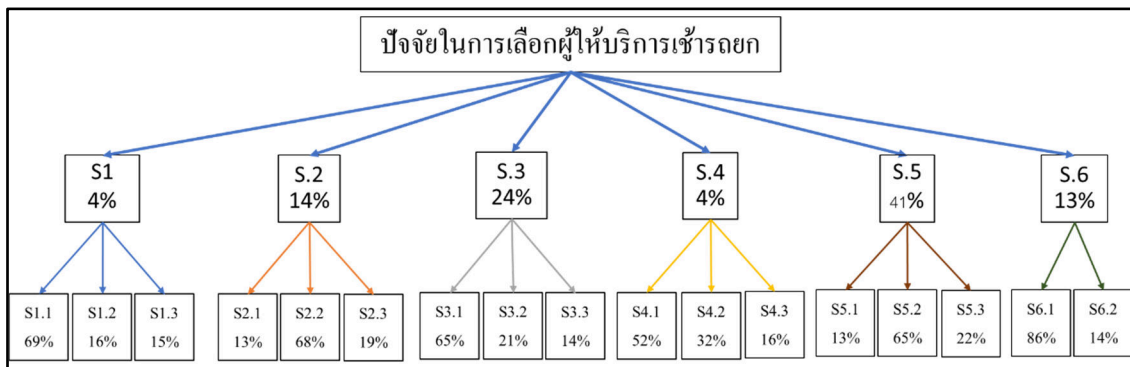 ปัจจัยในการเลือกผู้ให้บริการเช้ารถยก
S1 S.2 S.3 S.4 S.5 S.6
4% 14% 24% 4% 41% 13%
S1.1 S1.2 S1.3 S2.1 S2.2 S2.3 S3.1 S3.2 S3.3 S4.1 S4.2 S4.3 S5.1 S5.2 S5.3 S6.1 S6.2
69% 16% 15% 13% 68% 19% 65% 21% 14% 52% 32% 16% 13% 65% 22% 86% 14%